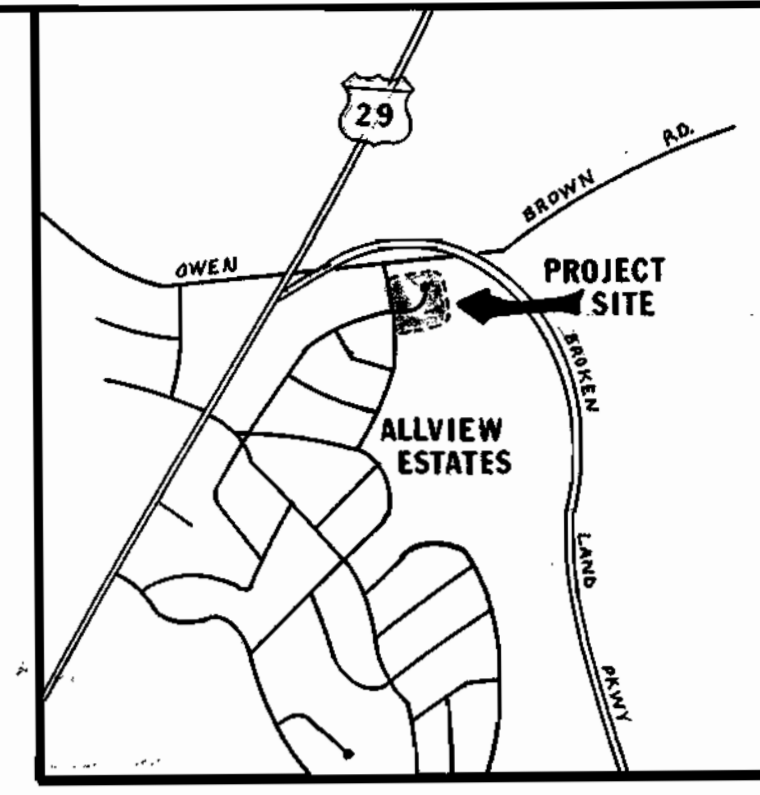 29
BROWN RD.
OWEN
PROJECT
SITE
BROKEN
ALLVIEW
ESTATES
LAND
PKWY